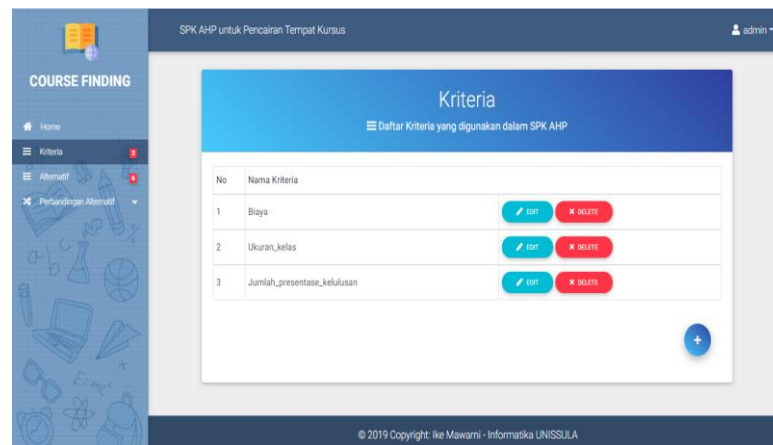 SPK AHP untuk Pencairan Tempat Kursus
admin
COURSE FINDING
Home
Kriteria 3
Alternatif 6
Perbandingan Alternatif
Kriteria
Daftar Kriteria yang digunakan dalam SPK AHP
No Nama Kriteria
1 Biaya EDIT DELETE
2 Ukuran_kelas EDIT DELETE
3 Jumlah_presentase_kelulusan EDIT DELETE
+
© 2019 Copyright: Ike Mawarni - Informatika UNISSULA